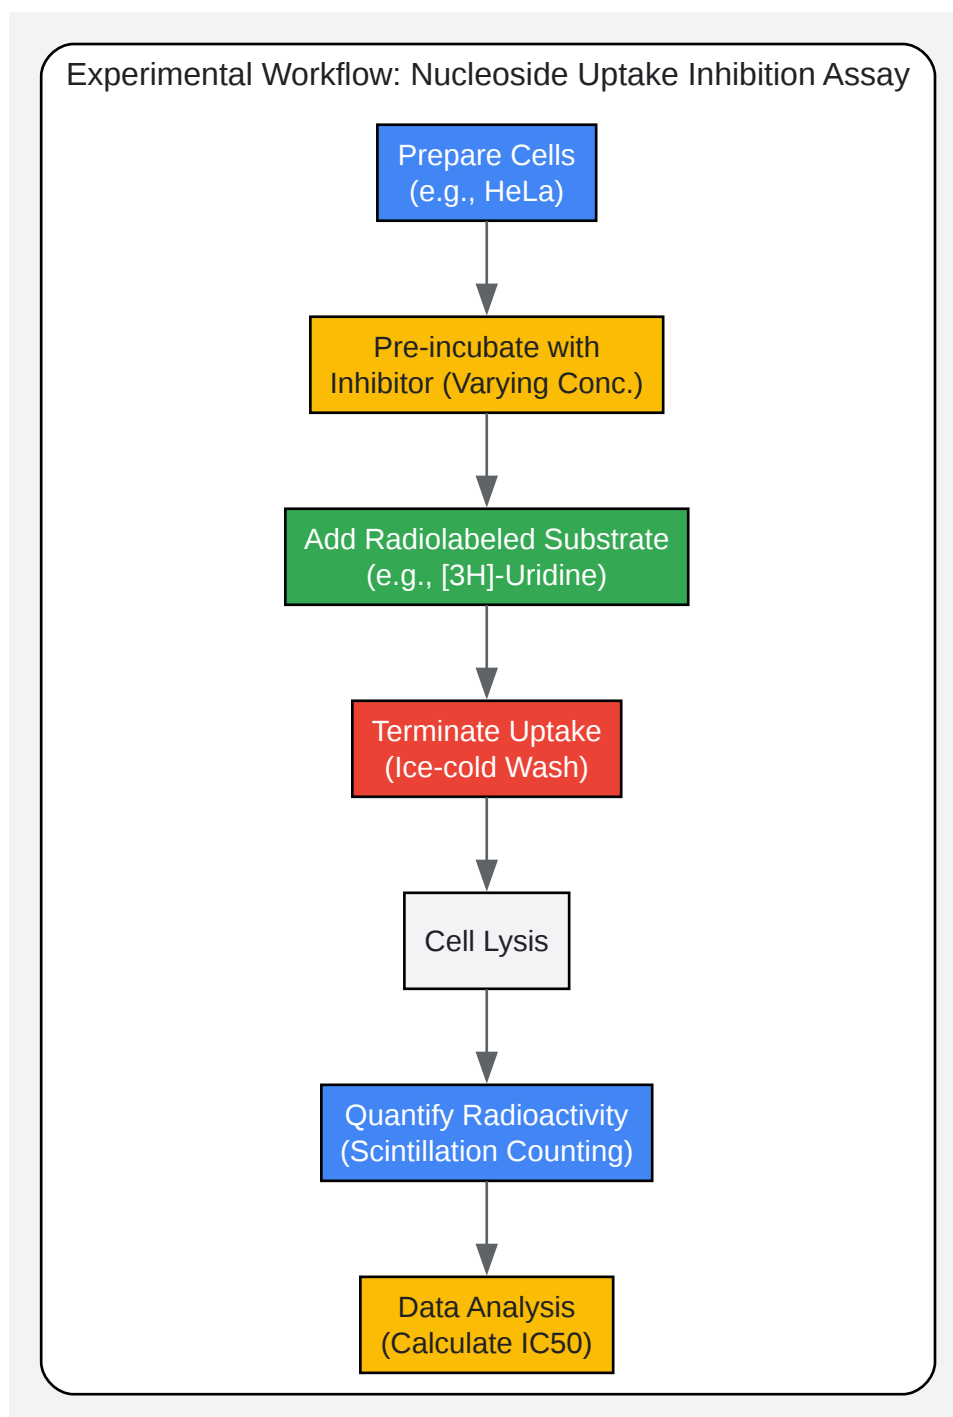 Experimental Workflow: Nucleoside Uptake Inhibition Assay
Prepare Cells
(e.g., HeLa)
Pre-incubate with
Inhibitor (Varying Conc.)
Add Radiolabeled Substrate
(e.g., [3H]-Uridine)
Terminate Uptake
(Ice-cold Wash)
Cell Lysis
Quantify Radioactivity
(Scintillation Counting)
Data Analysis
(Calculate IC50)